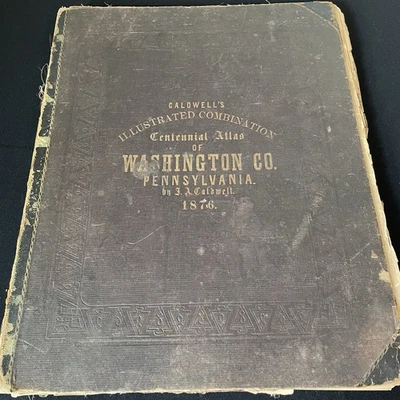 CALDWELL'S
ILLUSTRATED COMBINATION
Centennial Atlas
OF
WASHINGTON CO.
PENNSYLVANIA.
by J. A. Caldwell.
1876.